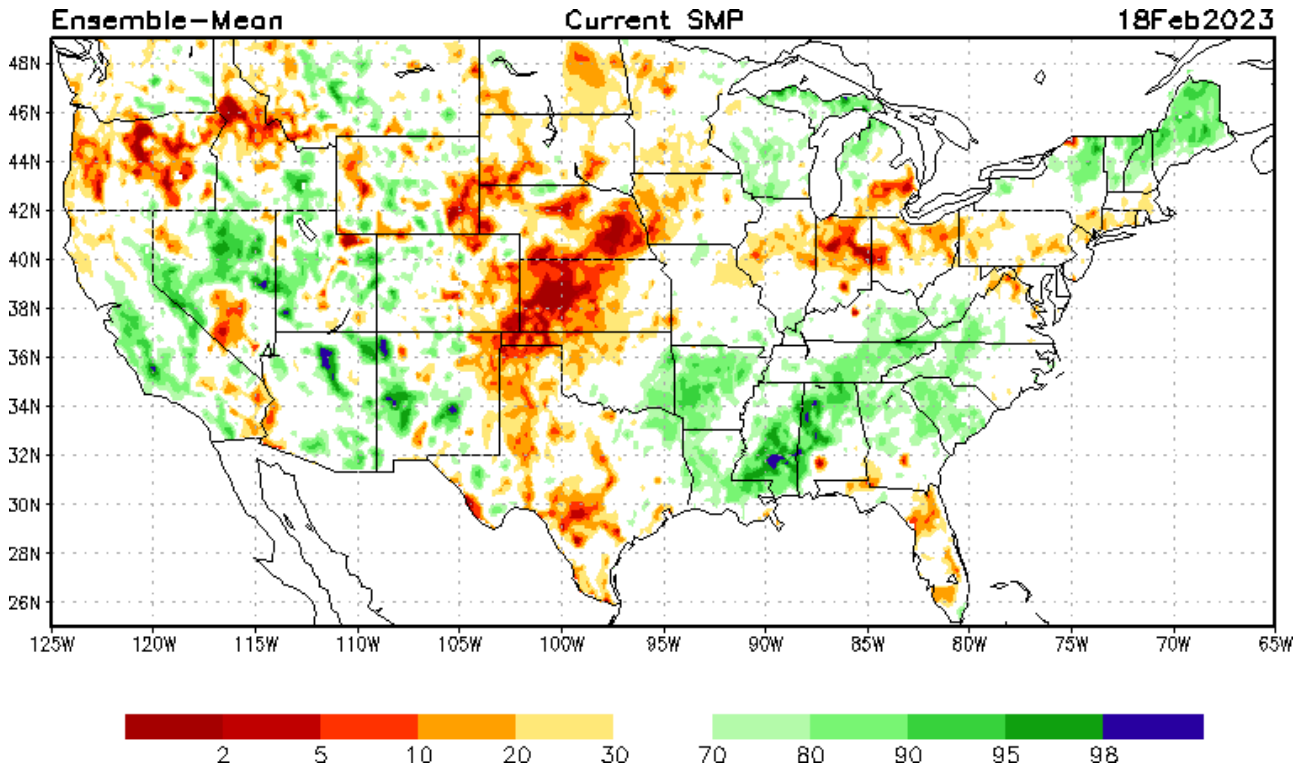 Ensemble-Mean Current SMP 18Feb2023
48N
46N
44N
42N
40N
38N
36N
34N
32N
30N
28N
26N
125W 120W 115W 110W 105W 100W 95W 90W 85W 80W 75W 70W 65W
2 5 10 20 30 70 80 90 95 98